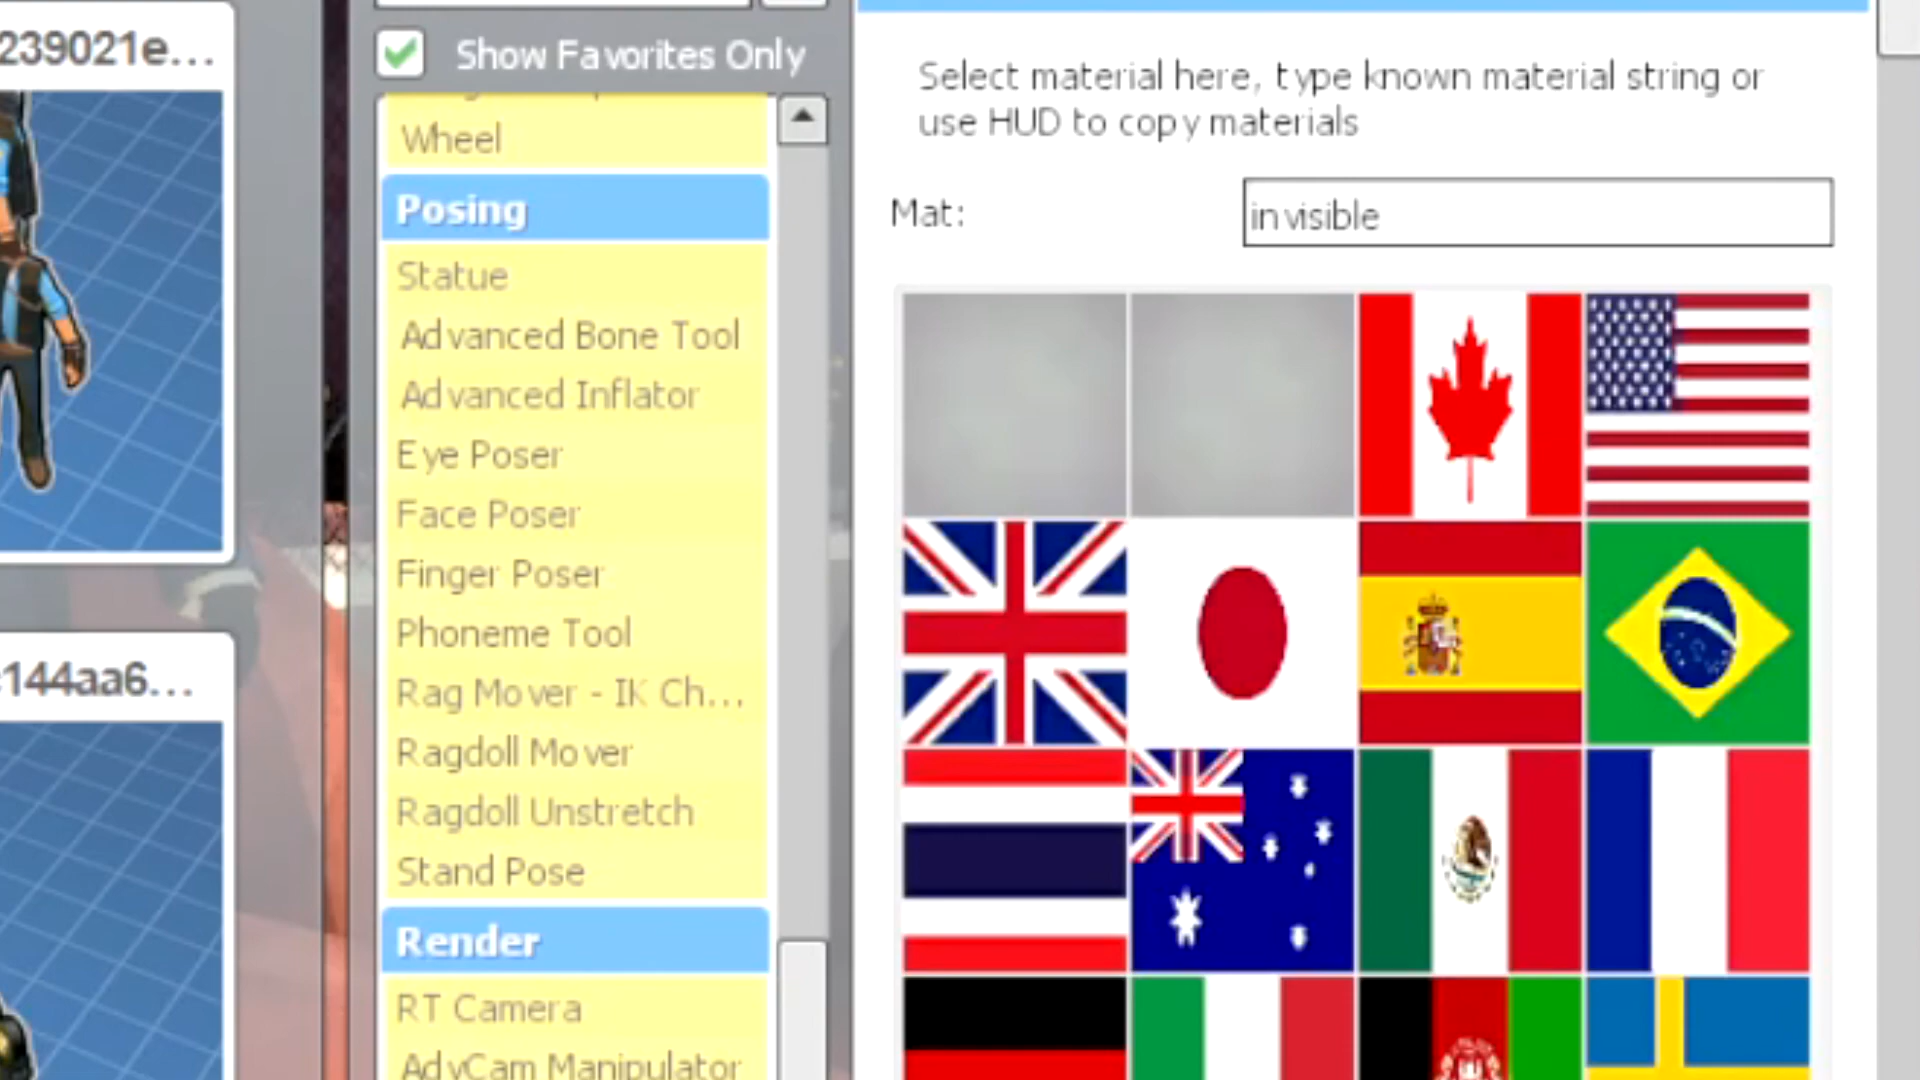 239021e...
144aa6...
Show Favorites Only
Wheel
Posing
Statue
Advanced Bone Tool
Advanced Inflator
Eye Poser
Face Poser
Finger Poser
Phoneme Tool
Rag Mover - IK Ch...
Ragdoll Mover
Ragdoll Unstretch
Stand Pose
Render
RT Camera
AdvCam Manipulator
Select material here, type known material string or
use HUD to copy materials
Mat:
invisible